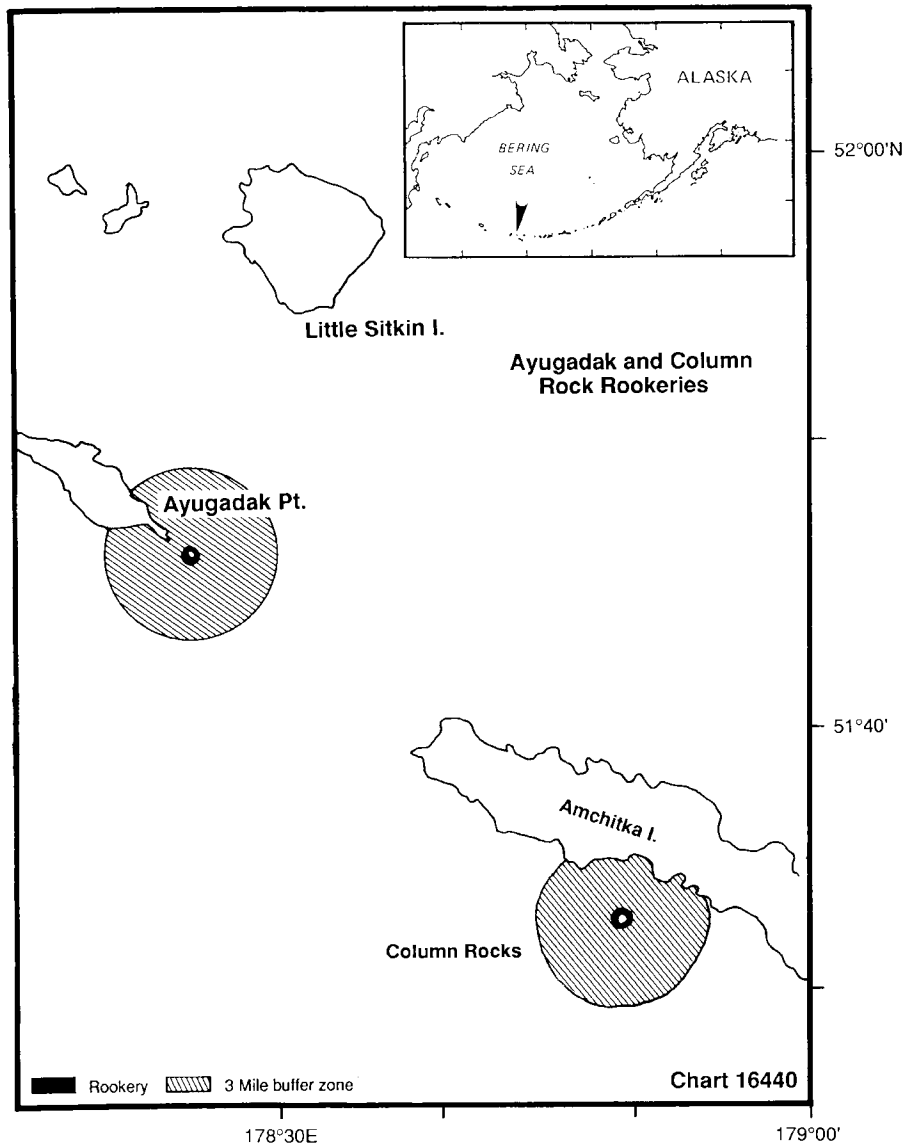 ALASKA
BERING
SEA
52°00'N
Little Sitkin I.
Ayugadak and Column
Rock Rookeries
Ayugadak Pt.
51°40'
Amchitka I.
Column Rocks
Rookery
3 Mile buffer zone
Chart 16440
178°30E
179°00'